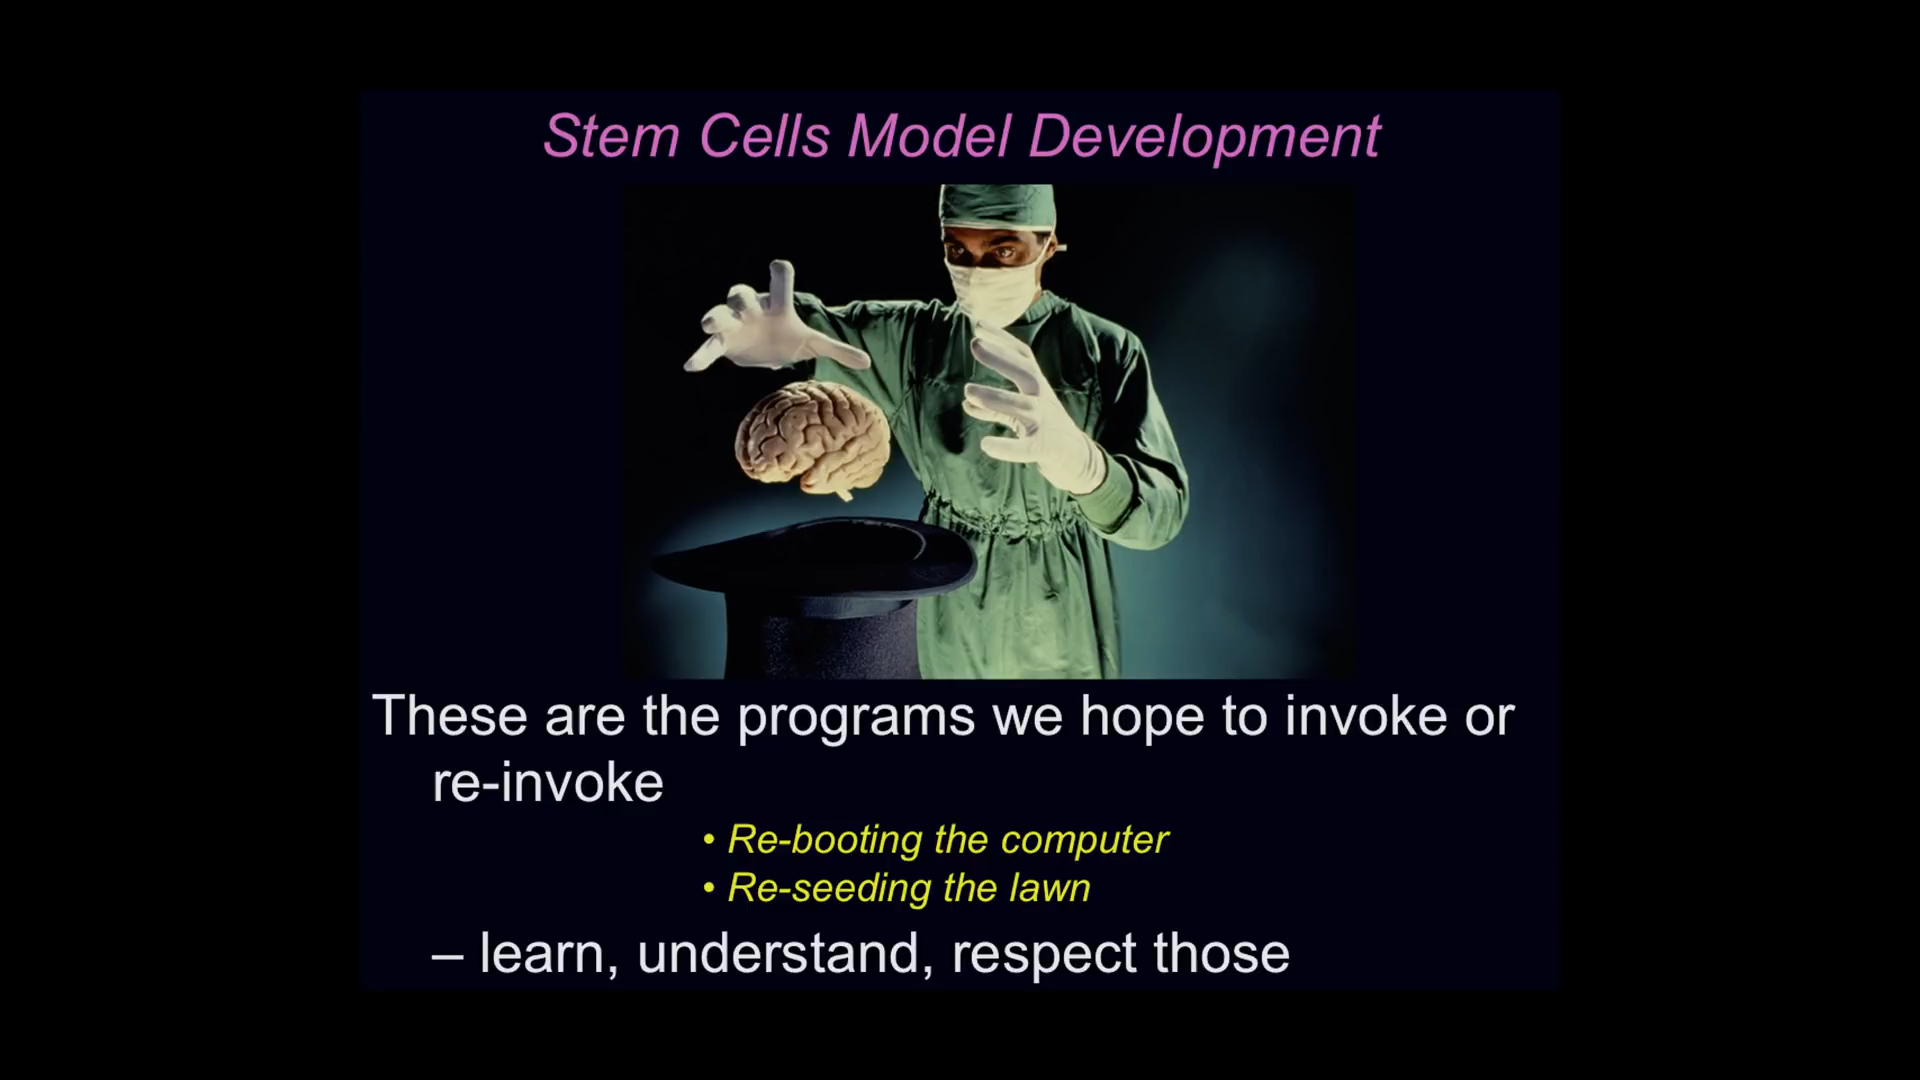 Stem Cells Model Development
These are the programs we hope to invoke or
re-invoke
• Re-booting the computer
• Re-seeding the lawn
– learn, understand, respect those